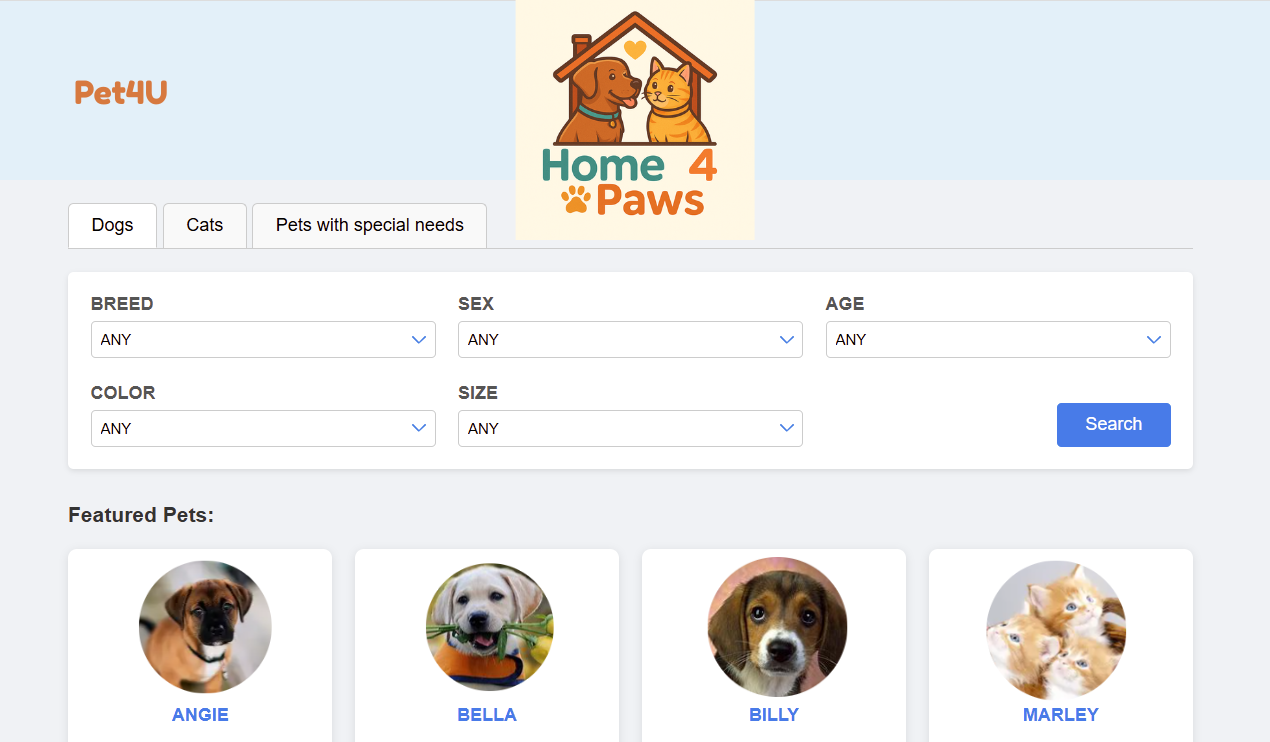 Pet4U
Home 4
Paws
Dogs
Cats
Pets with special needs
BREED
SEX
AGE
ANY
ANY
ANY
COLOR
SIZE
ANY
ANY
Search
Featured Pets:
ANGIE
BELLA
BILLY
MARLEY